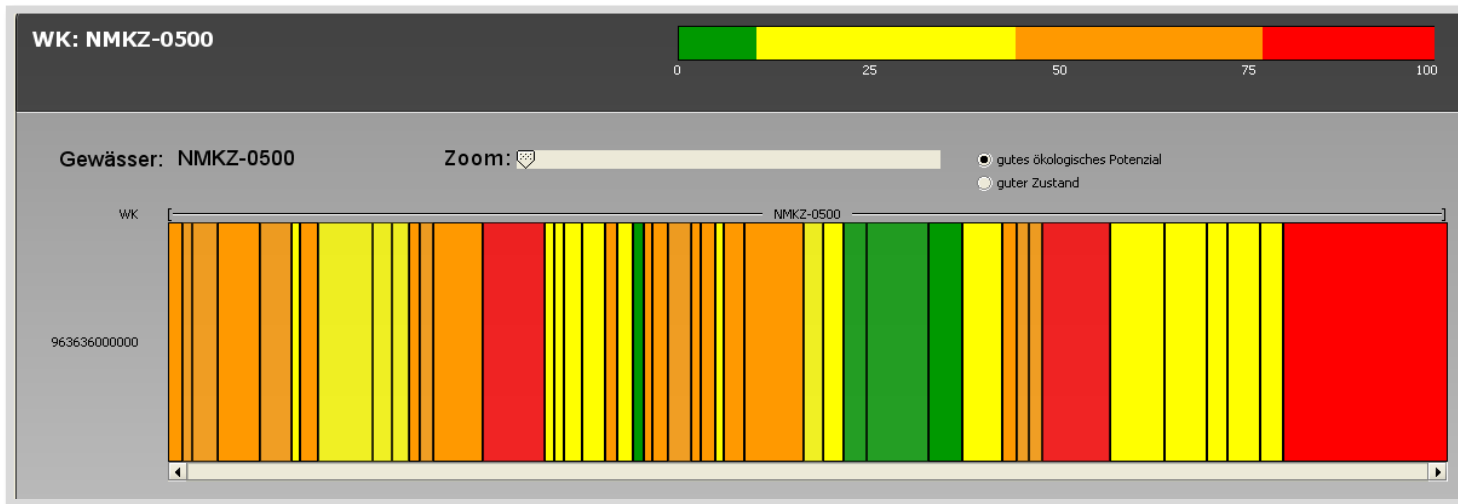 WK: NMKZ-0500
0 25 50 75 100
Gewässer: NMKZ-0500 Zoom: gutes ökologisches Potenzial
guter Zustand
WK NMKZ-0500
963636000000